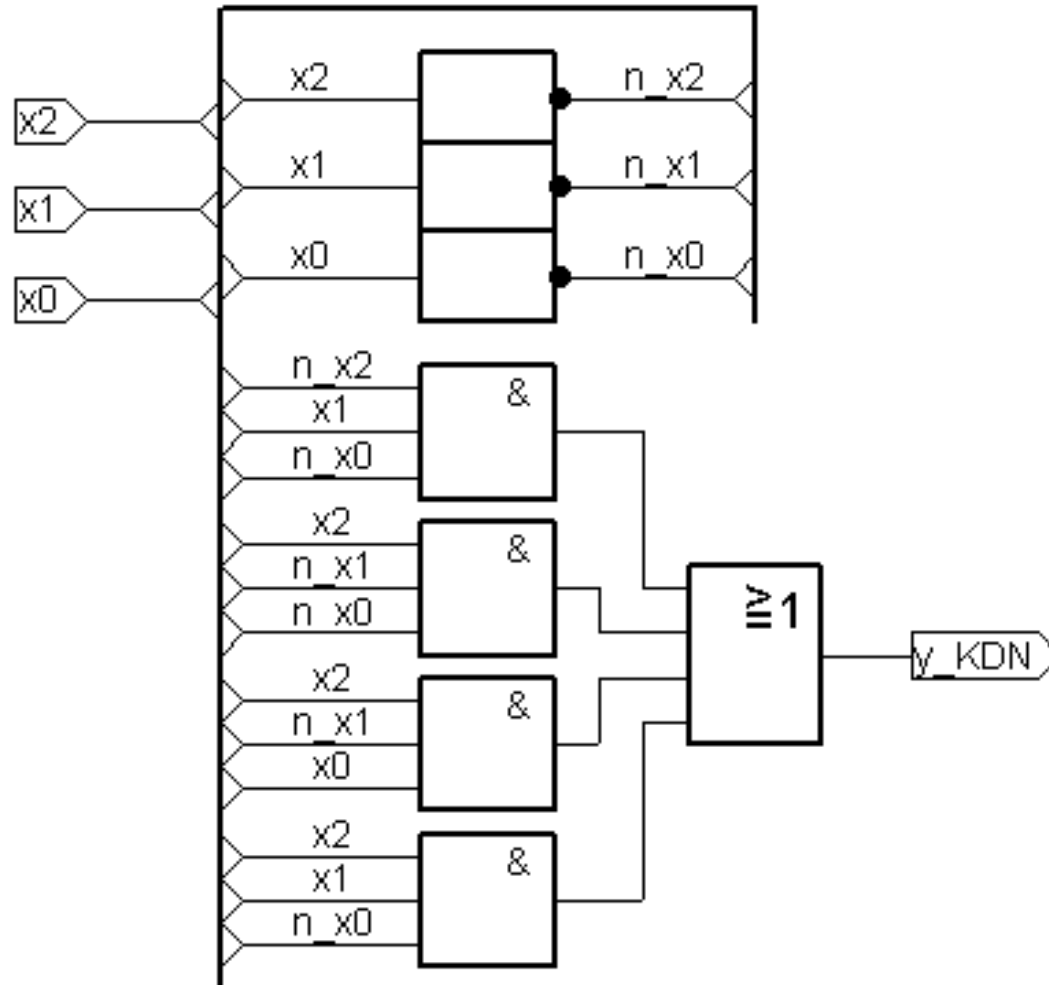 x2 n_x2
x2
x1 n_x1
x1
x0 n_x0
x0
n_x2
&
x1
n_x0
x2
&
n_x1
n_x0
≥1
y_KDN
x2
&
n_x1
x0
x2
&
x1
n_x0